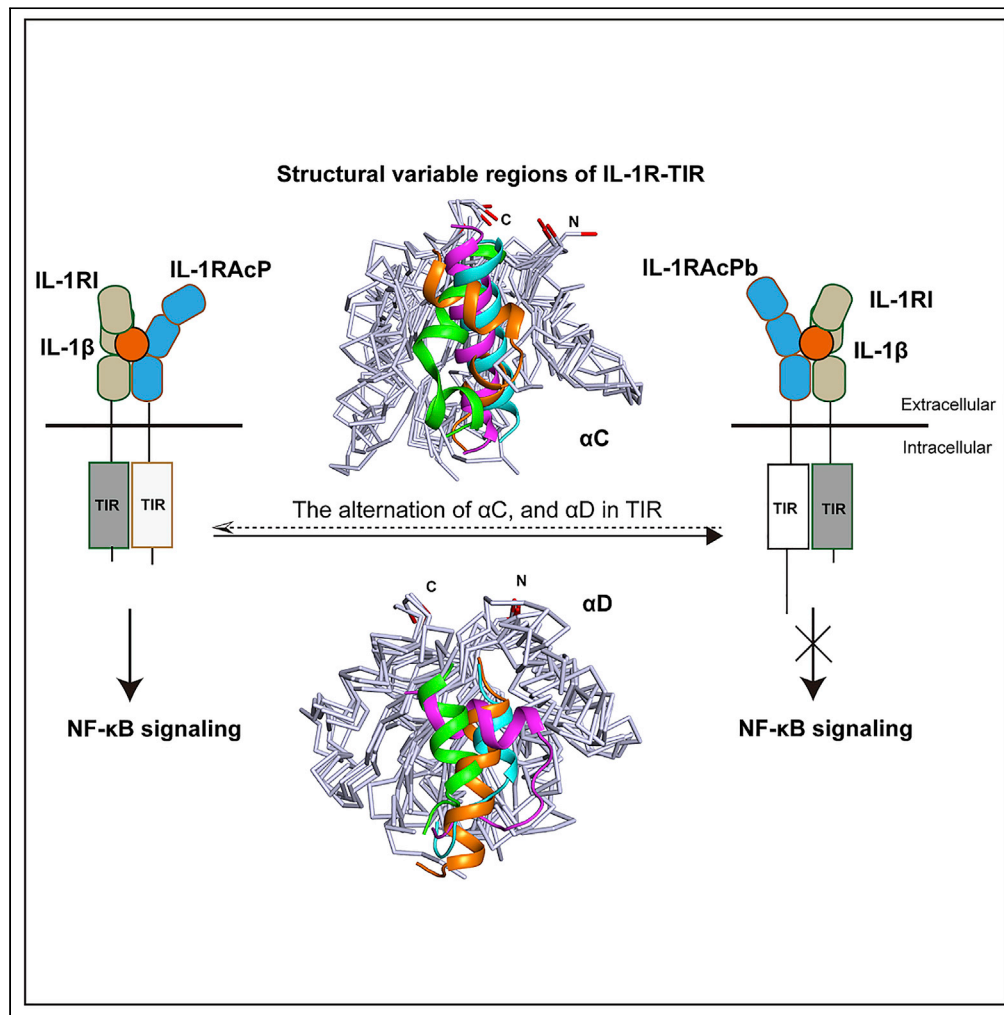 Structural variable regions of IL-1R-TIR
C
N
IL-1RAcP
IL-1RI
IL-1β
IL-1RAcPb
IL-1RI
IL-1β
Extracellular
Intracellular
αC
TIR
TIR
The alternation of αC, and αD in TIR
TIR
TIR
C
N
αD
NF-κB signaling
NF-κB signaling